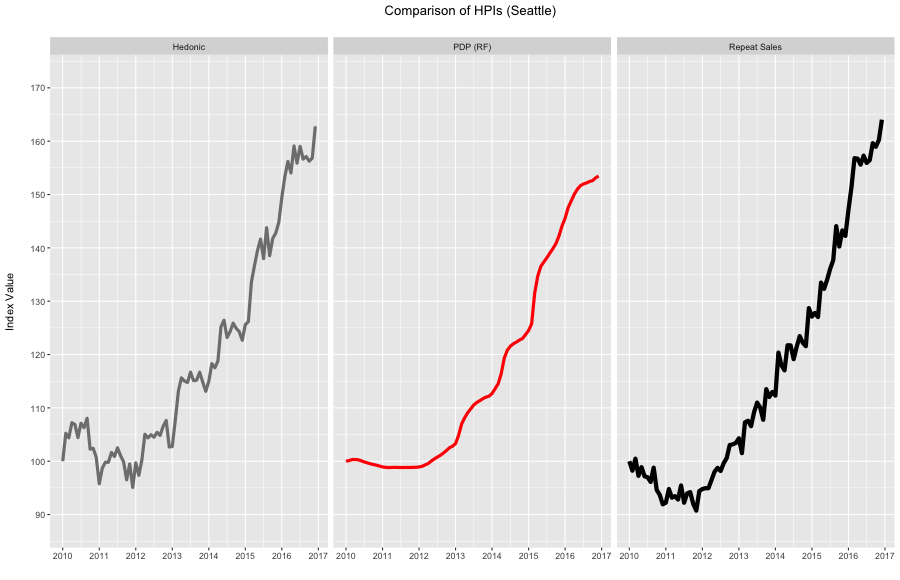 Comparison of HPIs (Seattle)
Hedonic PDP (RF) Repeat Sales
Index Value
170
160
150
140
130
120
110
100
90
2010 2011 2012 2013 2014 2015 2016 2017 2010 2011 2012 2013 2014 2015 2016 2017 2010 2011 2012 2013 2014 2015 2016 2017